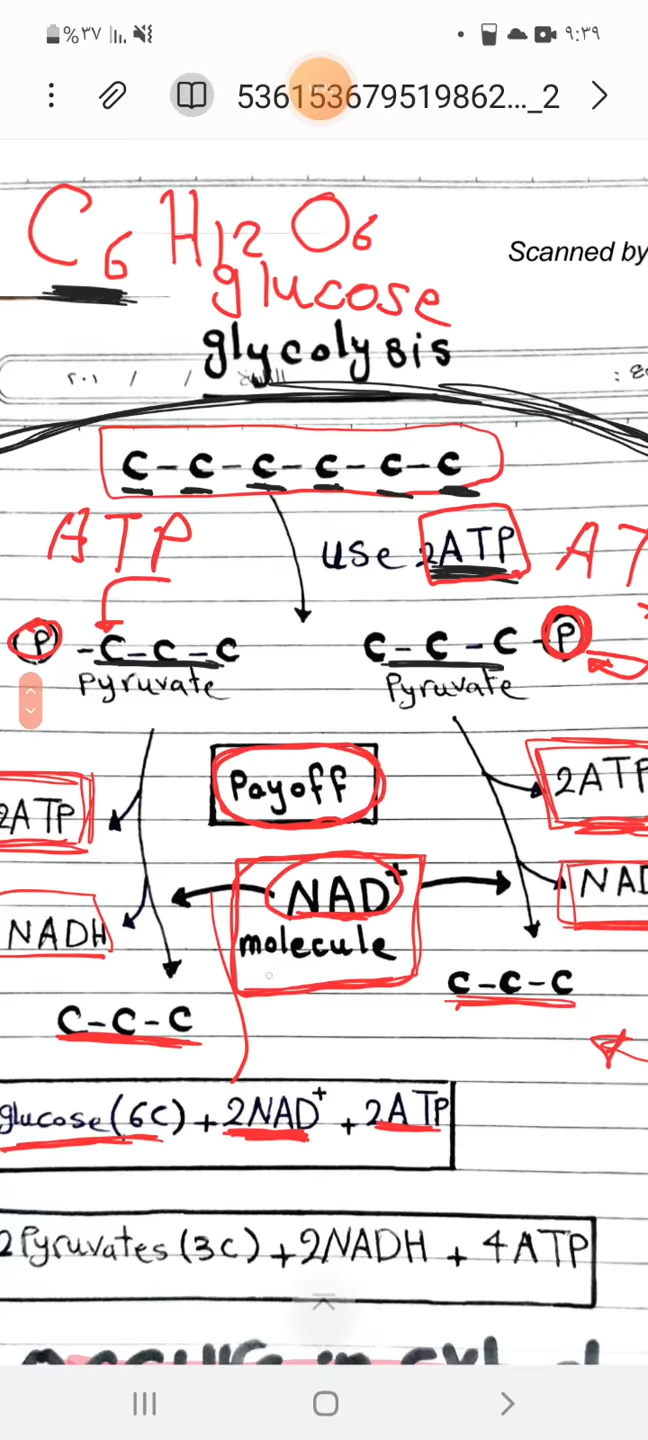 %٣٧ ٩:٣٩
536153679519862..._2
C6 H12 O6
Scanned by
glucose
glycolysis
٢٠١ / /
C-C-C-C-C-C
ATP use 2ATP
P -C-C-C C-C-C-P
Pyruvate Pyruvate
Payoff 2ATP
2ATP
NAD+
NADH molecule
C-C-C
C-C-C
glucose(6C)+2NAD+ +2ATP
2Pyruvates(3C)+2NADH + 4ATP